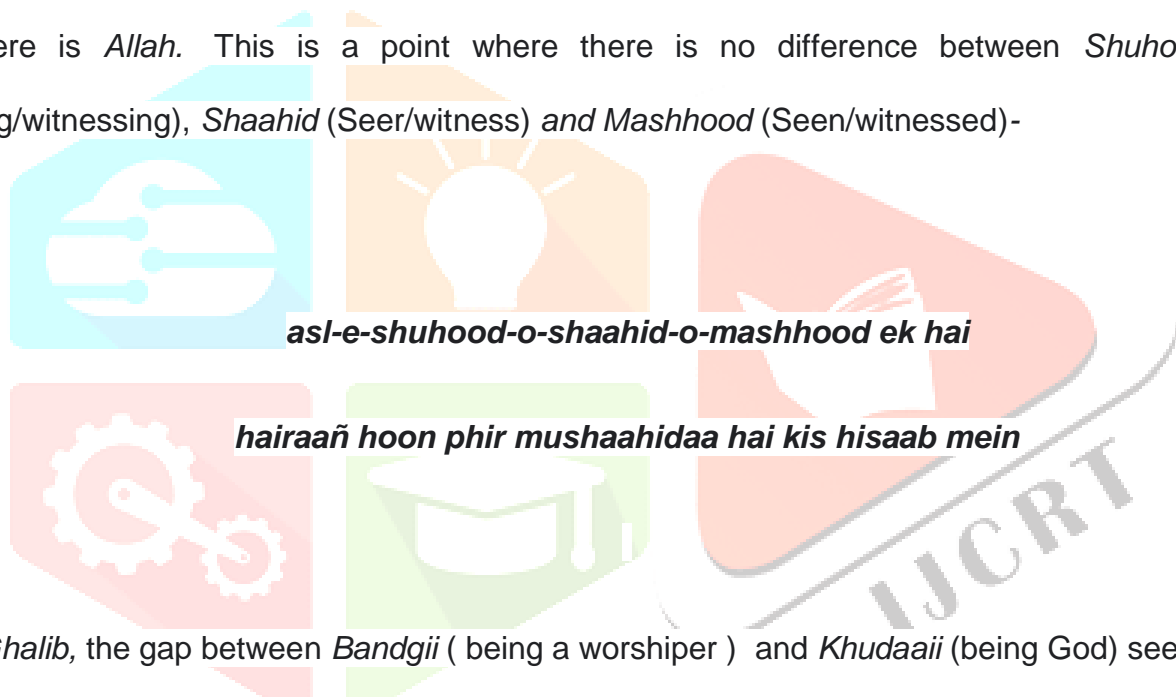 ere is Allah. This is a point where there is no difference between Shuho
g/witnessing), Shaahid (Seer/witness) and Mashhood (Seen/witnessed)-
asl-e-shuhood-o-shaahid-o-mashhood ek hai
hairaañ hoon phir mushaahidaa hai kis hisaab mein
IJCRT
Ghalib, the gap between Bandgii ( being a worshiper ) and Khudaaii (being God) see